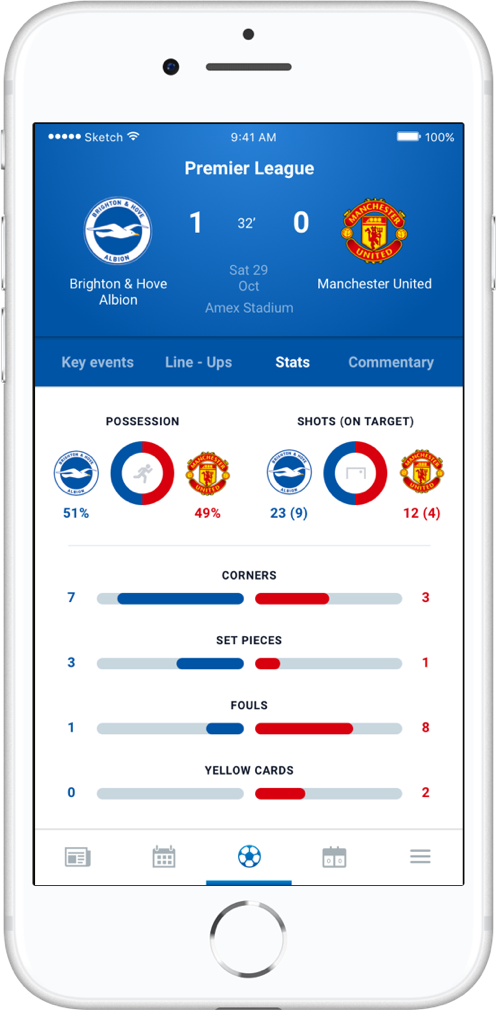 Sketch
9:41 AM
100%
Premier League
BRIGHTON & HOVE
ALBION
1
32’
0
MANCHESTER
UNITED
Brighton & Hove
Albion
Sat 29
Oct
Amex Stadium
Manchester United
Key events
Line - Ups
Stats
Commentary
POSSESSION
SHOTS (ON TARGET)
BRIGHTON & HOVE
ALBION
MANCHESTER
UNITED
BRIGHTON & HOVE
ALBION
MANCHESTER
UNITED
51%
49%
23 (9)
12 (4)
CORNERS
7
3
SET PIECES
3
1
FOULS
1
8
YELLOW CARDS
0
2
0 0